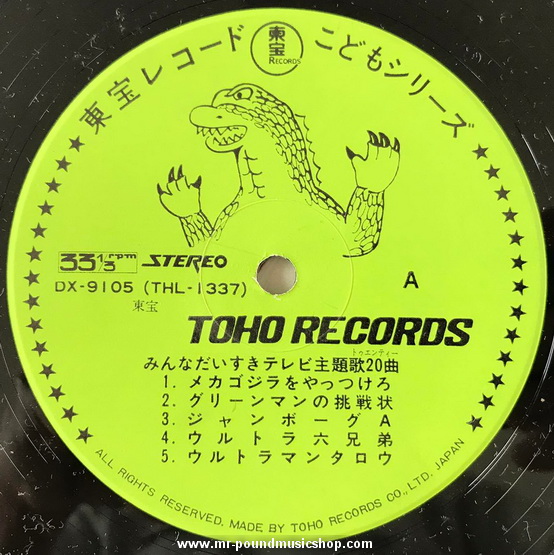 東宝レコード 東宝 RECORDS こどもシリーズ
33 1/3 rpm STEREO
DX-9105 (THL-1337)
A
東宝
TOHO RECORDS
トゥエンティー
みんなだいすきテレビ主題歌20曲
1. メカゴジラをやっつけろ
2. グリーンマンの挑戦状
3. ジャンボーグA
4. ウルトラ六兄弟
5. ウルトラマンタロウ
ALL RIGHTS RESERVED. MADE BY TOHO RECORDS CO., LTD. JAPAN
www.mr-poundmusicshop.com